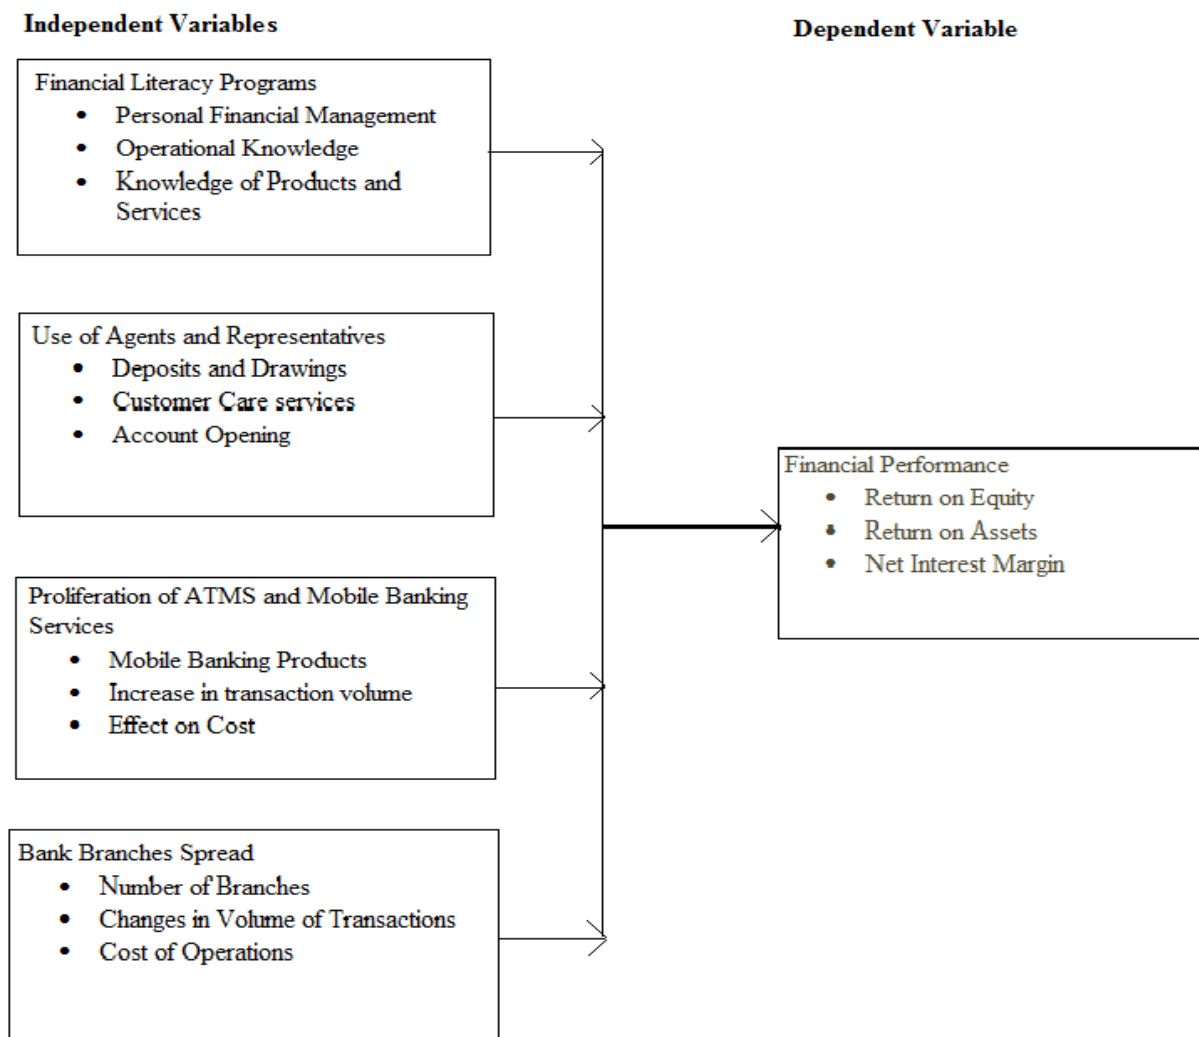 Independent Variables
Dependent Variable
Financial Literacy Programs
• Personal Financial Management
• Operational Knowledge
• Knowledge of Products and
Services
Use of Agents and Representatives
• Deposits and Drawings
• Customer Care services
• Account Opening
Proliferation of ATMS and Mobile Banking
Services
• Mobile Banking Products
• Increase in transaction volume
• Effect on Cost
Bank Branches Spread
• Number of Branches
• Changes in Volume of Transactions
• Cost of Operations
Financial Performance
• Return on Equity
• Return on Assets
• Net Interest Margin